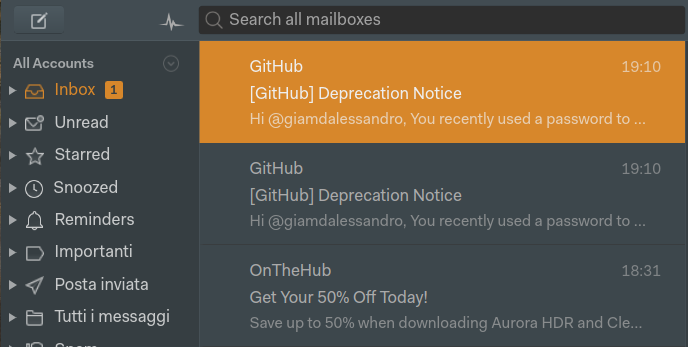 Search all mailboxes
All Accounts
Inbox 1
Unread
Starred
Snoozed
Reminders
Importanti
Posta inviata
Tutti i messaggi
Spam
GitHub 19:10
[GitHub] Deprecation Notice
Hi @giamdalessandro, You recently used a password to ...
GitHub 19:10
[GitHub] Deprecation Notice
Hi @giamdalessandro, You recently used a password to ...
OnTheHub 18:31
Get Your 50% Off Today!
Save up to 50% when downloading Aurora HDR and Cle...